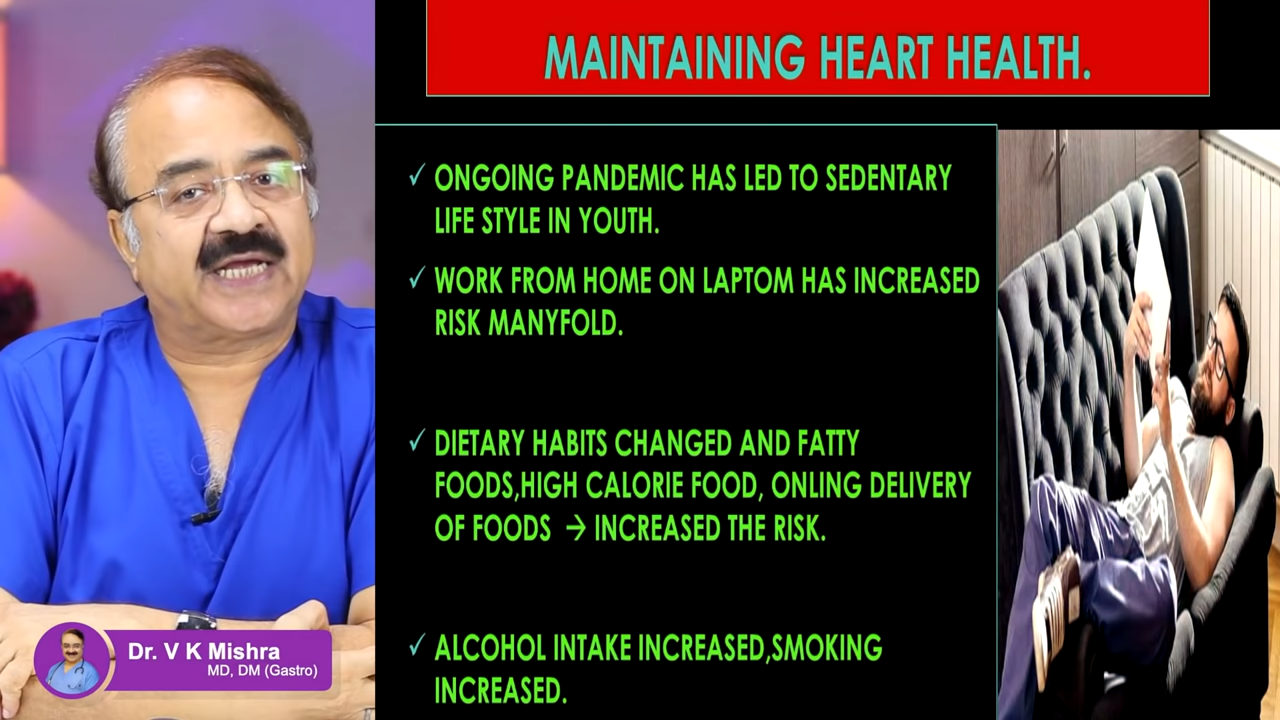 MAINTAINING HEART HEALTH.
✓ ONGOING PANDEMIC HAS LED TO SEDENTARY
LIFE STYLE IN YOUTH.
✓ WORK FROM HOME ON LAPTOM HAS INCREASED
RISK MANYFOLD.
✓ DIETARY HABITS CHANGED AND FATTY
FOODS,HIGH CALORIE FOOD, ONLING DELIVERY
OF FOODS → INCREASED THE RISK.
✓ ALCOHOL INTAKE INCREASED,SMOKING
INCREASED.
Dr. V K Mishra
MD, DM (Gastro)